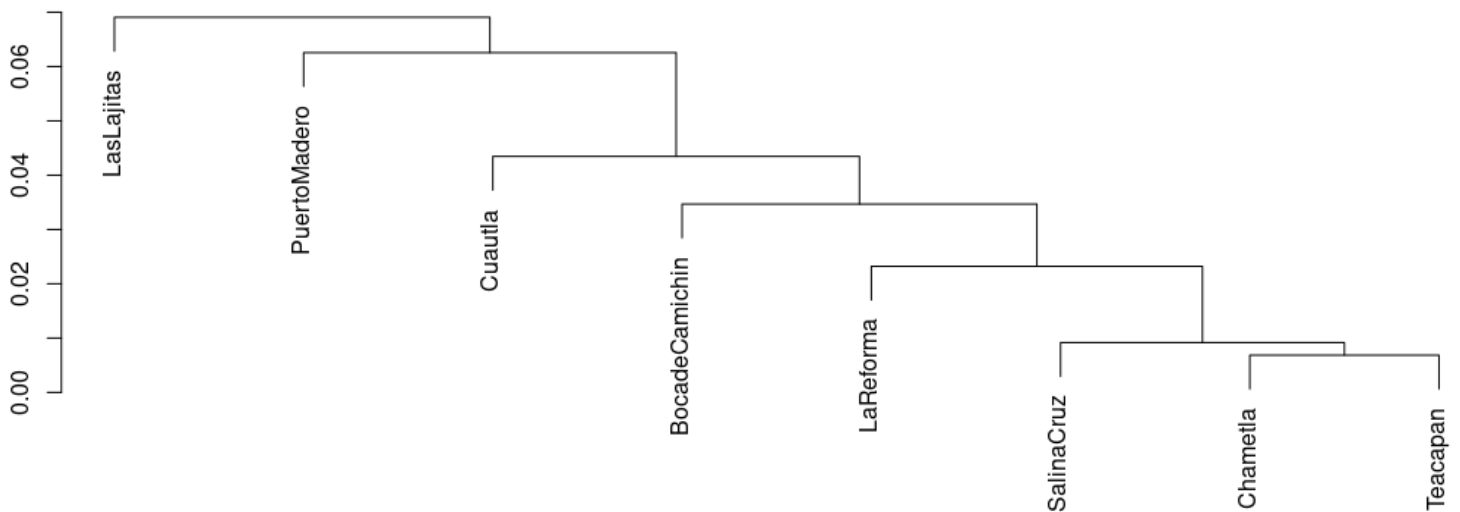 0.06
0.04
0.02
0.00
LasLajitas
PuertoMadero
Cuautla
BocadeCamichin
LaReforma
SalinaCruz
Chametla
Teacapan